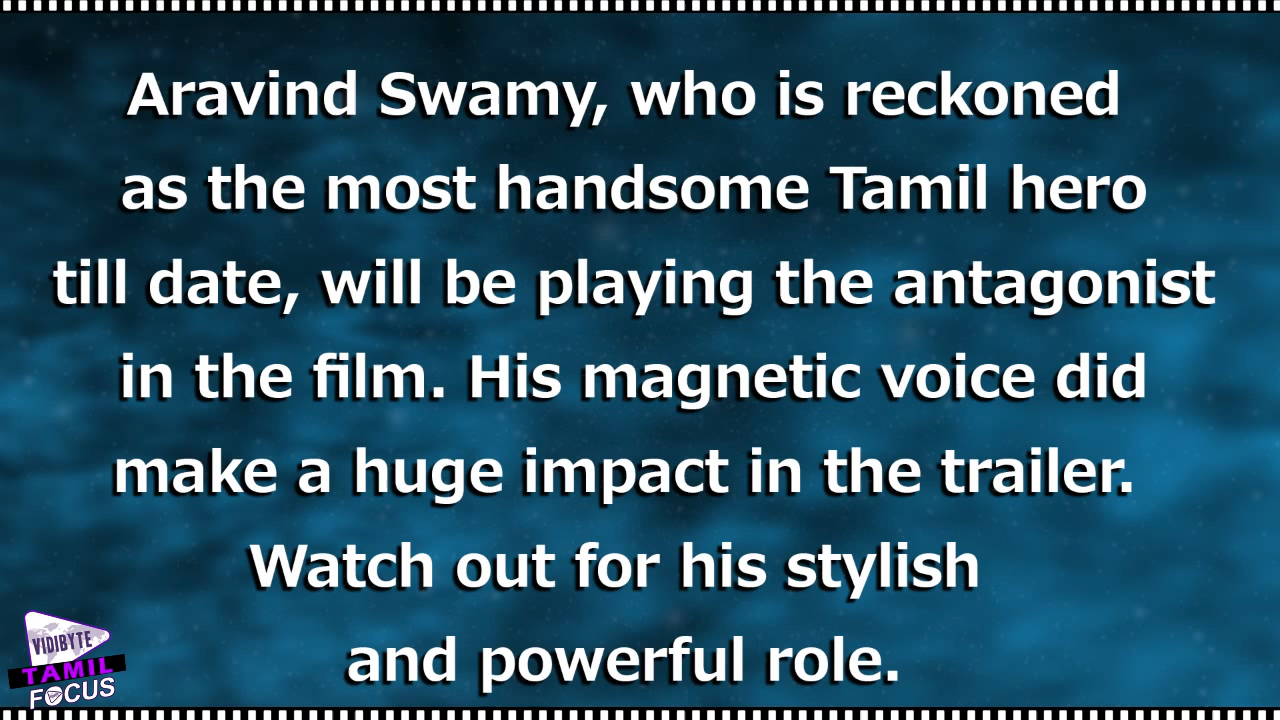 Aravind Swamy, who is reckoned
as the most handsome Tamil hero
till date, will be playing the antagonist
in the film. His magnetic voice did
make a huge impact in the trailer.
Watch out for his stylish
and powerful role.
VIDIBYTE
TAMIL
FOCUS